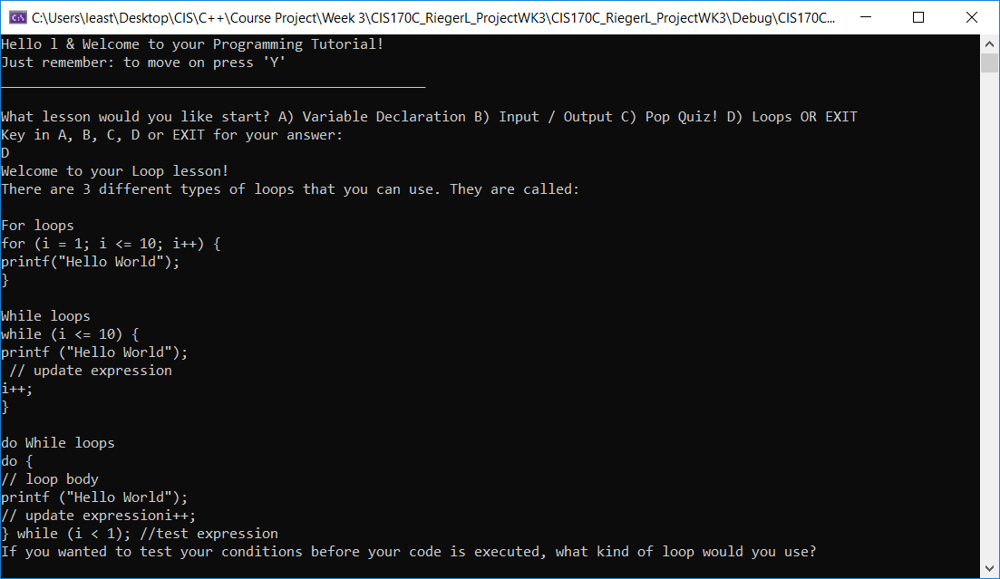 C:\Users\least\Desktop\CIS\C++\Course Project\Week 3\CIS170C_RiegerL_ProjectWK3\CIS170C_RiegerL_ProjectWK3\Debug\CIS170C...
Hello l & Welcome to your Programming Tutorial!
Just remember: to move on press 'Y'
____________________________________________________
What lesson would you like start? A) Variable Declaration B) Input / Output C) Pop Quiz! D) Loops OR EXIT
Key in A, B, C, D or EXIT for your answer:
D
Welcome to your Loop lesson!
There are 3 different types of loops that you can use. They are called:
For loops
for (i = 1; i <= 10; i++) {
printf("Hello World");
}
While loops
while (i <= 10) {
printf ("Hello World");
 // update expression
i++;
}
do While loops
do {
// loop body
printf ("Hello World");
// update expressioni++;
} while (i < 1); //test expression
If you wanted to test your conditions before your code is executed, what kind of loop would you use?